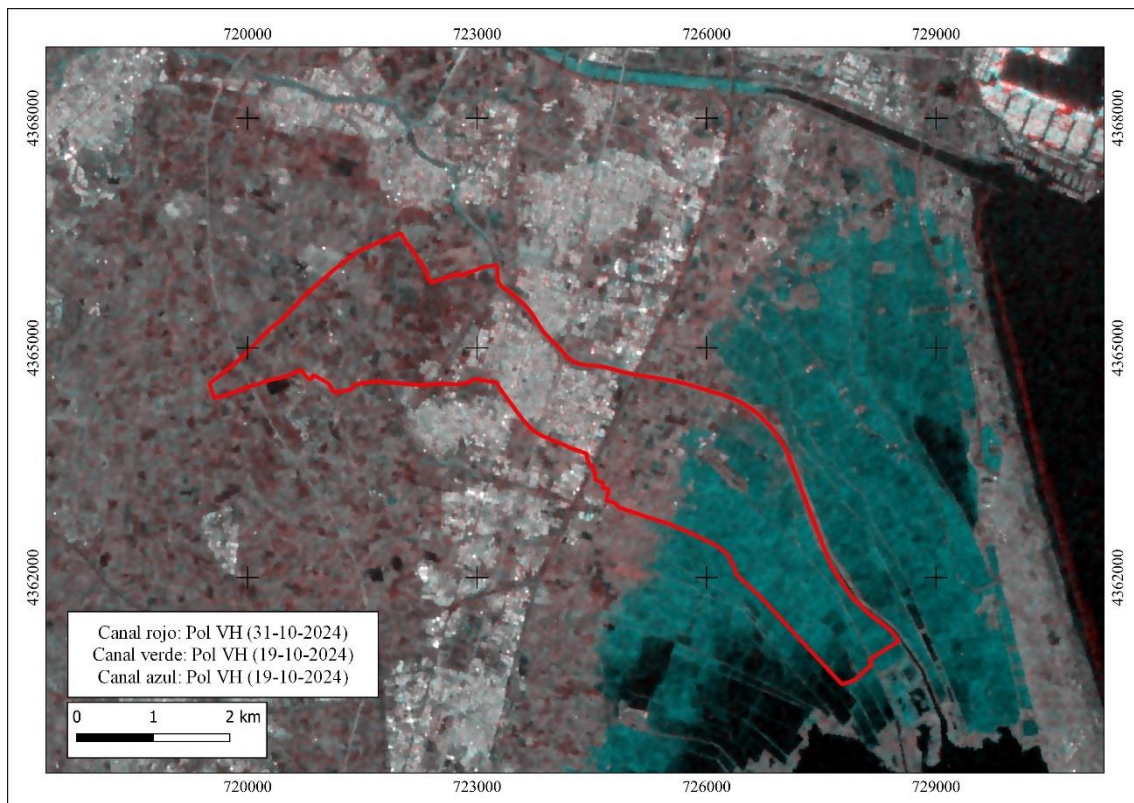 720000 723000 726000 729000
4368000 4368000
4365000 4365000
4362000 4362000
Canal rojo: Pol VH (31-10-2024)
Canal verde: Pol VH (19-10-2024)
Canal azul: Pol VH (19-10-2024)
0 1 2 km
720000 723000 726000 729000